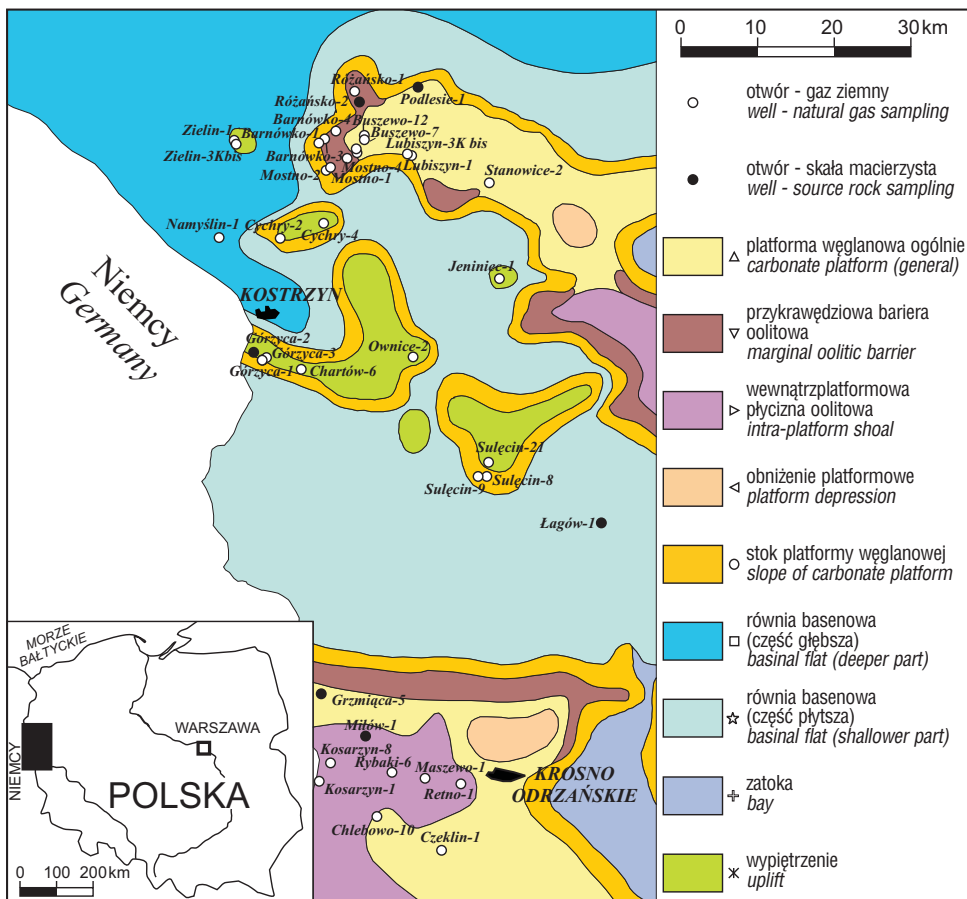 Różańsko-1
Różańsko-2
Podlesie-1
Barnówko-4
Buszewo-12
Zielin-1
Barnówko-1
Buszewo-7
Zielin-3Kbis
Barnówko-3
Lubiszyn-3K bis
Mostno-4
Lubiszyn-1
Mostno-2
Mostno-1
Stanowice-2
Namyślin-1
Cychry-2
Cychry-4
Niemcy
Germany
Jeniniec-1
KOSTRZYN
Górzyca-2
Górzyca-3
Ownice-2
Górzyca-1
Chartów-6
Sulęcin-21
Sulęcin-9
Sulęcin-8
Łagów-1
Grzmiąca-5
Miłów-1
Kosarzyn-8
Rybaki-6
Maszewo-1
Kosarzyn-1
Retno-1
KROSNO
ODRZAŃSKIE
Chlebowo-10
Czeklin-1
MORZE
BAŁTYCKIE
WARSZAWA
NIEMCY
POLSKA
0 100 200km
0 10 20 30km
otwór - gaz ziemny
well - natural gas sampling
otwór - skała macierzysta
well - source rock sampling
platforma węglanowa ogólnie
carbonate platform (general)
przykrawędziowa bariera
oolitowa
marginal oolitic barrier
wewnątrzplatformowa
płycizna oolitowa
intra-platform shoal
obniżenie platformowe
platform depression
stok platformy węglanowej
slope of carbonate platform
równia basenowa
(część głębsza)
basinal flat (deeper part)
równia basenowa
(część płytsza)
basinal flat (shallower part)
zatoka
bay
wypiętrzenie
uplift